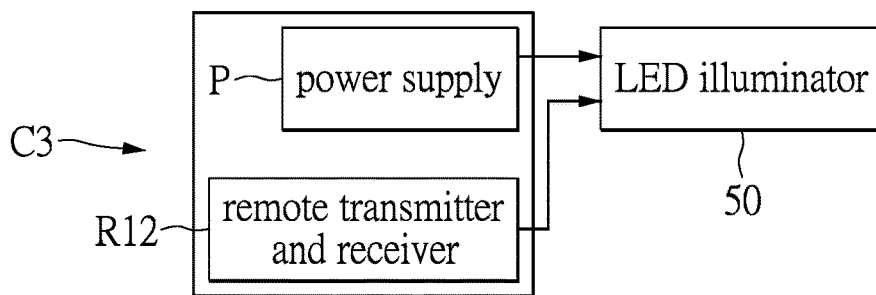 P
power supply
LED illuminator
C3
50
R12
remote transmitter
and receiver